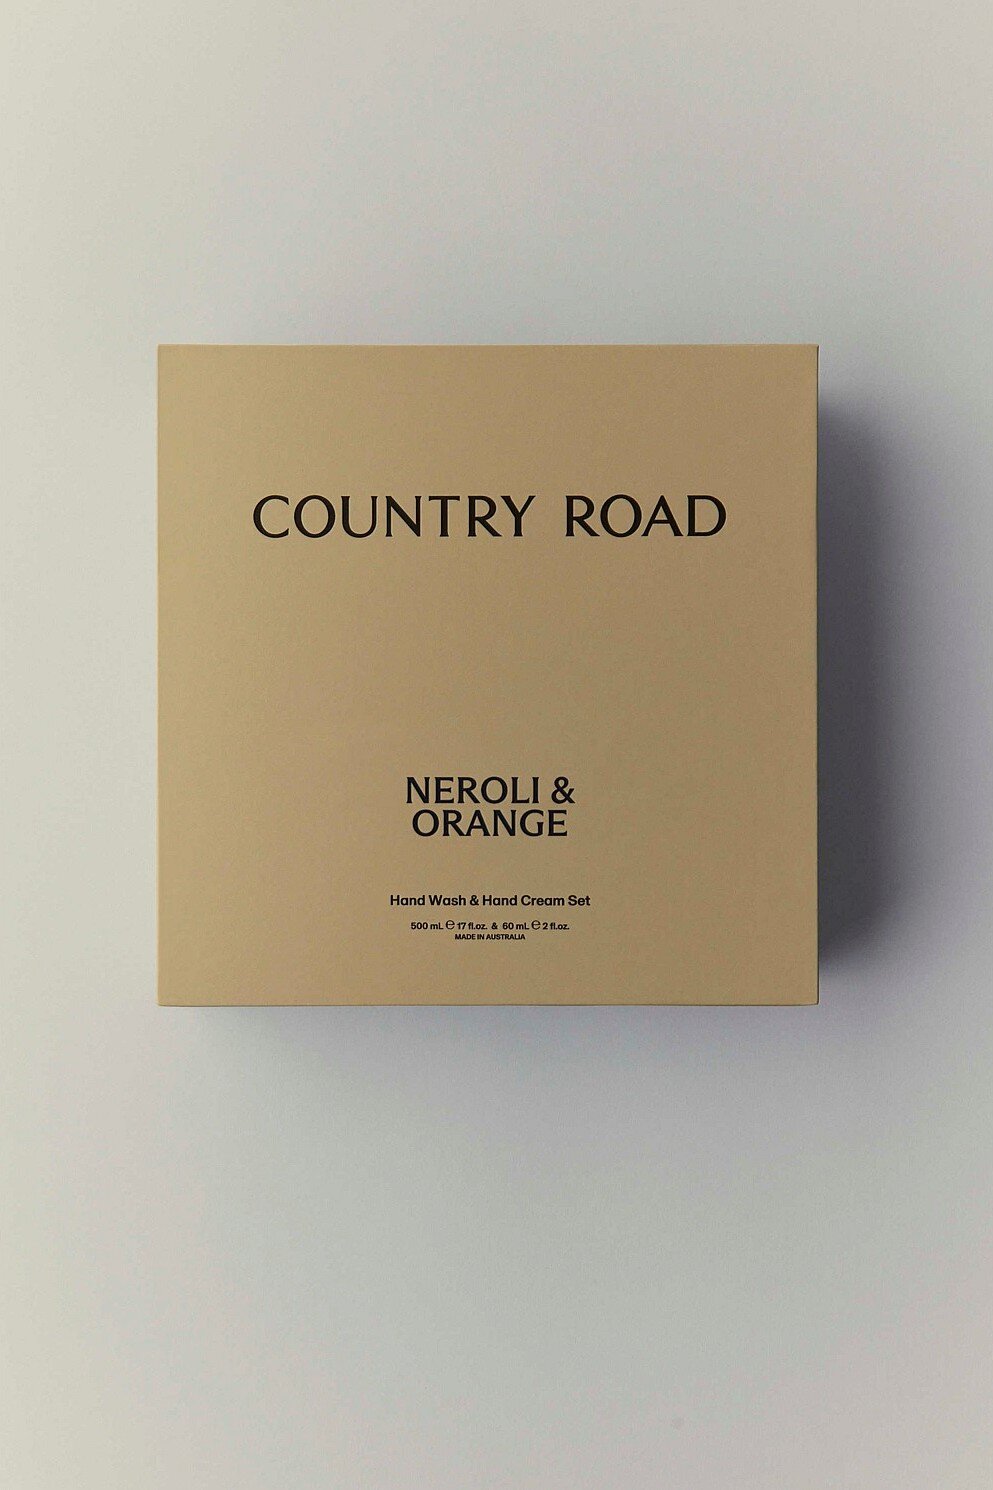 COUNTRY ROAD
NEROLI &
ORANGE
Hand Wash & Hand Cream Set
500 mL ℮ 17 fl.oz. & 60 mL ℮ 2 fl.oz.
MADE IN AUSTRALIA